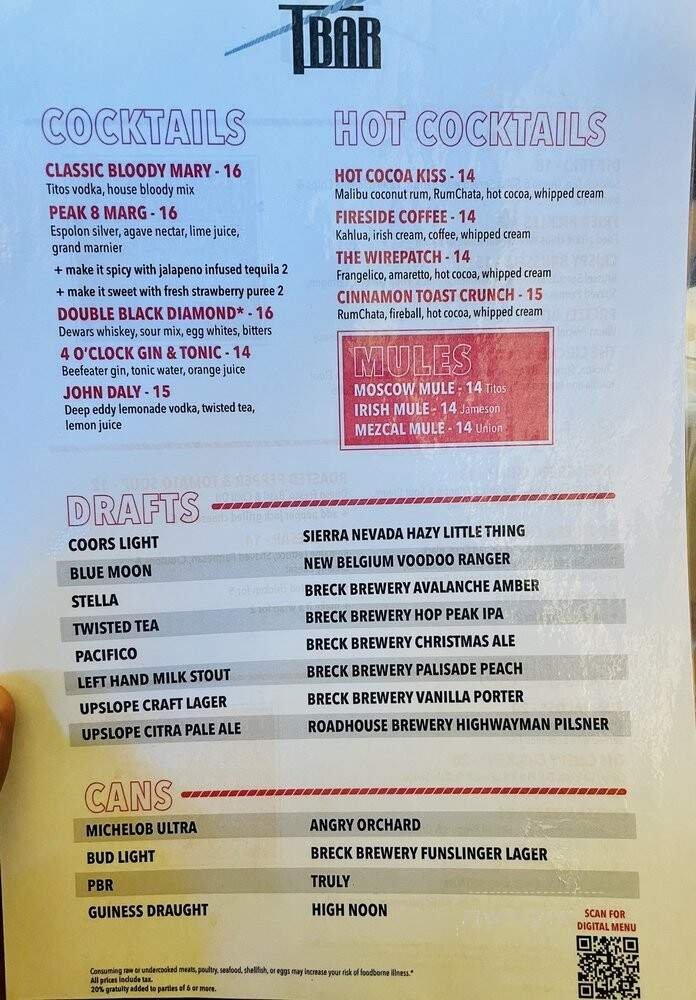 TBAR
COCKTAILS
CLASSIC BLOODY MARY - 16
Titos vodka, house bloody mix
PEAK 8 MARG - 16
Espolon silver, agave nectar, lime juice,
grand marnier
+ make it spicy with jalapeno infused tequila 2
+ make it sweet with fresh strawberry puree 2
DOUBLE BLACK DIAMOND* - 16
Dewars whiskey, sour mix, egg whites, bitters
4 O'CLOCK GIN & TONIC - 14
Beefeater gin, tonic water, orange juice
JOHN DALY - 15
Deep eddy lemonade vodka, twisted tea,
lemon juice
HOT COCKTAILS
HOT COCOA KISS - 14
Malibu coconut rum, RumChata, hot cocoa, whipped cream
FIRESIDE COFFEE - 14
Kahlua, irish cream, coffee, whipped cream
THE WIREPATCH - 14
Frangelico, amaretto, hot cocoa, whipped cream
CINNAMON TOAST CRUNCH - 15
RumChata, fireball, hot cocoa, whipped cream
MULES
MOSCOW MULE - 14 Titos
IRISH MULE - 14 Jameson
MEZCAL MULE - 14 Union
DRAFTS
COORS LIGHT
BLUE MOON
STELLA
TWISTED TEA
PACIFICO
LEFT HAND MILK STOUT
UPSLOPE CRAFT LAGER
UPSLOPE CITRA PALE ALE
SIERRA NEVADA HAZY LITTLE THING
NEW BELGIUM VOODOO RANGER
BRECK BREWERY AVALANCHE AMBER
BRECK BREWERY HOP PEAK IPA
BRECK BREWERY CHRISTMAS ALE
BRECK BREWERY PALISADE PEACH
BRECK BREWERY VANILLA PORTER
ROADHOUSE BREWERY HIGHWAYMAN PILSNER
CANS
MICHELOB ULTRA
BUD LIGHT
PBR
GUINESS DRAUGHT
ANGRY ORCHARD
BRECK BREWERY FUNSLINGER LAGER
TRULY
HIGH NOON
SCAN FOR
DIGITAL MENU
Consuming raw or undercooked meats, poultry, seafood, shellfish, or eggs may increase your risk of foodborne illness.*
All prices include tax.
20% gratuity added to parties of 6 or more.